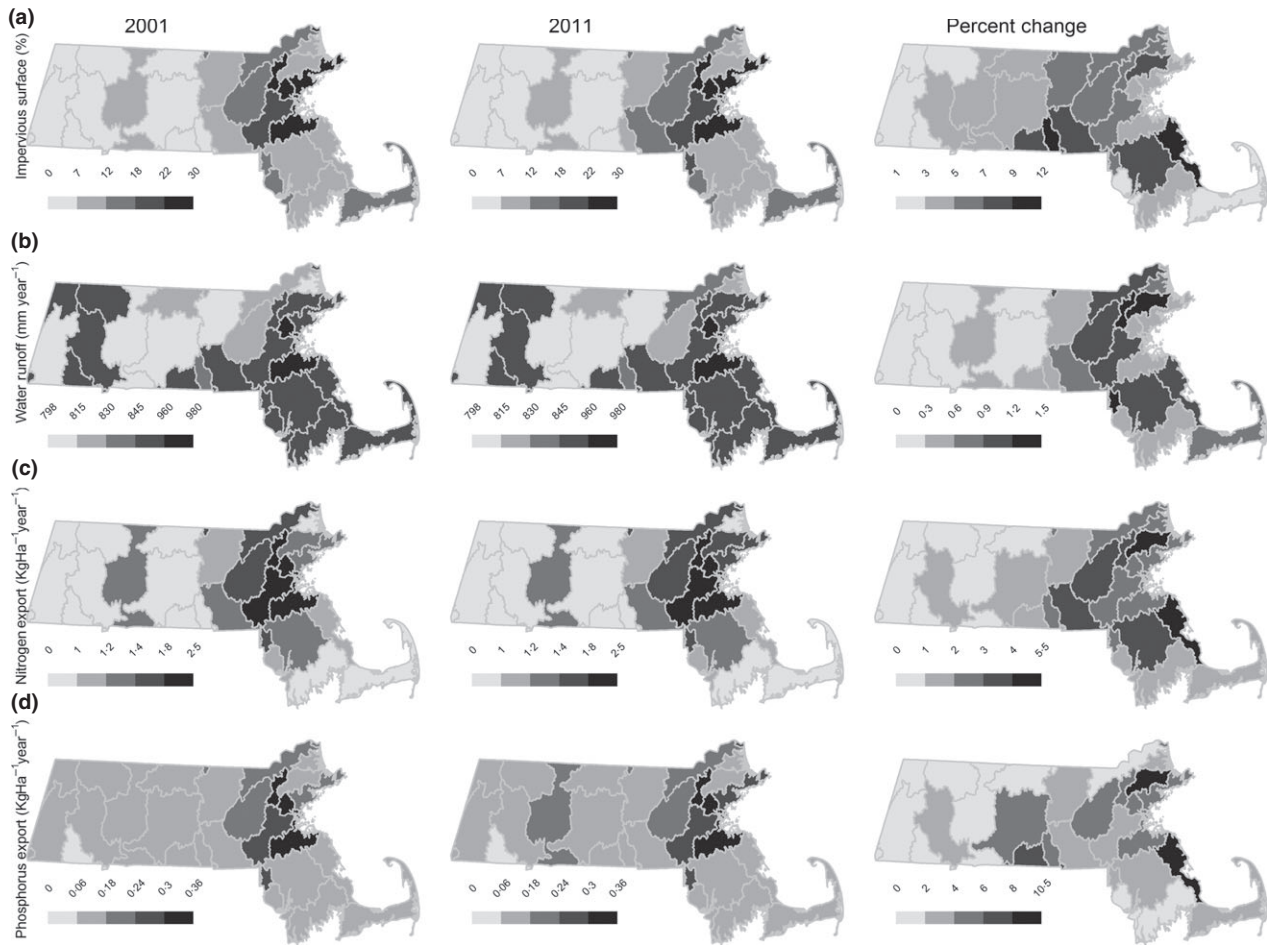 (a)
2001 2011 Percent change
Impervious surface (%)
0 7 12 18 22 30
0 7 12 18 22 30
1 3 5 7 9 12
(b)
Water runoff (mm year−1)
798 815 830 845 960 980
798 815 830 845 960 980
0 0·3 0·6 0·9 1·2 1.5
(c)
Nitrogen export (KgHa−1year−1)
0 1 1·2 1·4 1·8 2·5
0 1 1·2 1·4 1·8 2·5
0 1 2 3 4 5·5
(d)
Phosphorus export (KgHa−1year−1)
0 0·06 0·18 0·24 0·3 0·36
0 0·06 0·18 0·24 0·3 0·36
0 2 4 6 8 10·5